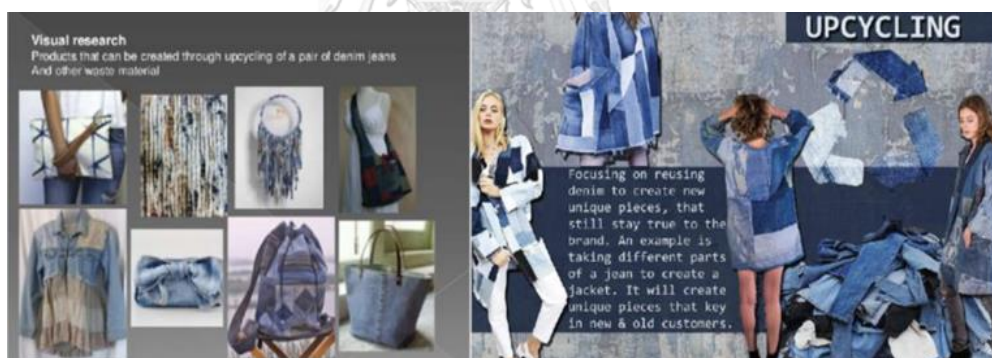 Visual research
Products that can be created through upcycling of a pair of denim jeans
And other waste material
UPCYCLING
Focusing on reusing
denim to create new
unique pieces, that
still stay true to the
brand. An example is
taking different parts
of a jean to create a
jacket. It will create
unique pieces that key
in new & old customers.